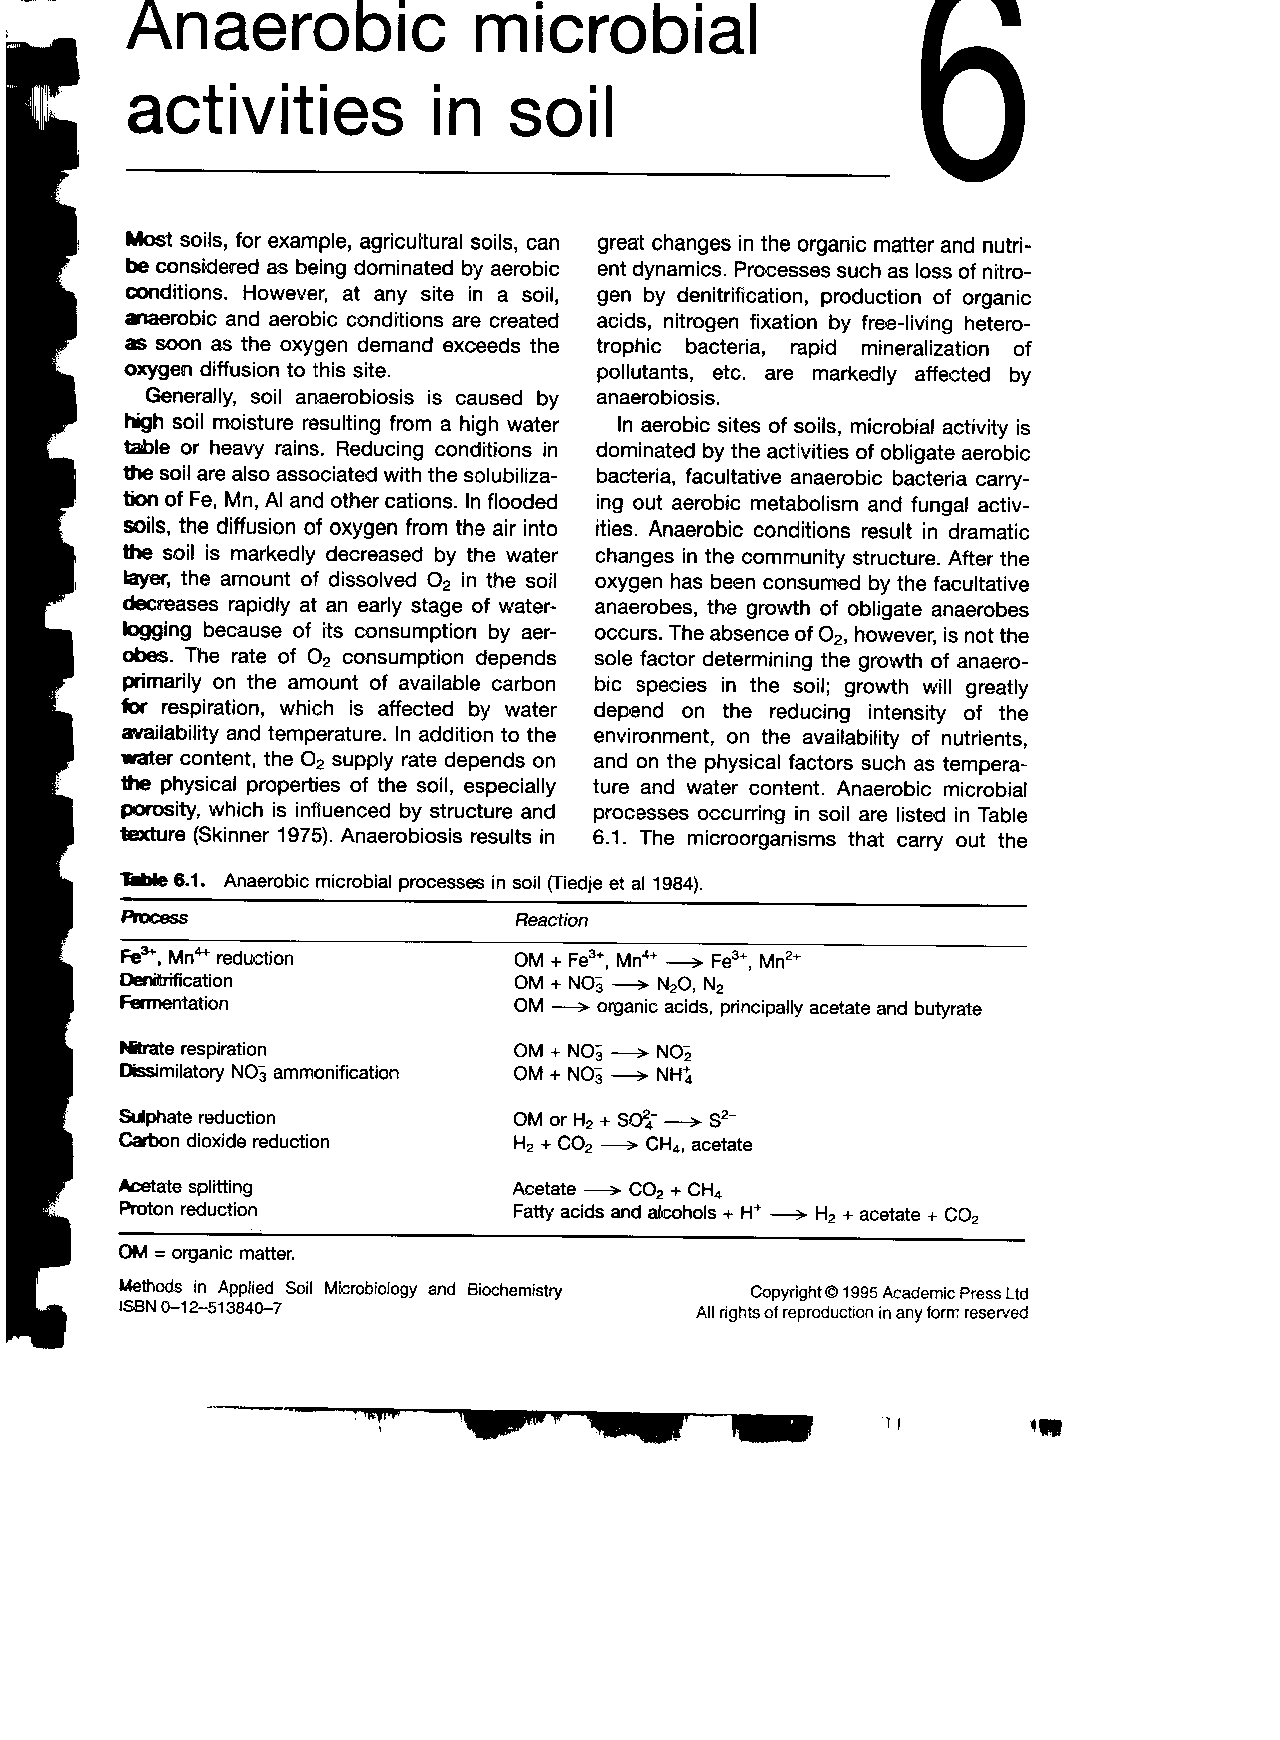 Anaerobic microbial
activities in soil
6
Most soils, for example, agricultural soils, can
be considered as being dominated by aerobic
conditions. However, at any site in a soil,
anaerobic and aerobic conditions are created
as soon as the oxygen demand exceeds the
oxygen diffusion to this site.
Generally, soil anaerobiosis is caused by
high soil moisture resulting from a high water
table or heavy rains. Reducing conditions in
the soil are also associated with the solubiliza-
tion of Fe, Mn, Al and other cations. In flooded
soils, the diffusion of oxygen from the air into
the soil is markedly decreased by the water
layer, the amount of dissolved O₂ in the soil
decreases rapidly at an early stage of water-
logging because of its consumption by aer-
obes. The rate of O₂ consumption depends
primarily on the amount of available carbon
for respiration, which is affected by water
availability and temperature. In addition to the
water content, the O₂ supply rate depends on
the physical properties of the soil, especially
porosity, which is influenced by structure and
texture (Skinner 1975). Anaerobiosis results in
great changes in the organic matter and nutri-
ent dynamics. Processes such as loss of nitro-
gen by denitrification, production of organic
acids, nitrogen fixation by free-living hetero-
trophic bacteria, rapid mineralization of
pollutants, etc. are markedly affected by
anaerobiosis.
In aerobic sites of soils, microbial activity is
dominated by the activities of obligate aerobic
bacteria, facultative anaerobic bacteria carry-
ing out aerobic metabolism and fungal activ-
ities. Anaerobic conditions result in dramatic
changes in the community structure. After the
oxygen has been consumed by the facultative
anaerobes, the growth of obligate anaerobes
occurs. The absence of O₂, however, is not the
sole factor determining the growth of anaero-
bic species in the soil; growth will greatly
depend on the reducing intensity of the
environment, on the availability of nutrients,
and on the physical factors such as tempera-
ture and water content. Anaerobic microbial
processes occurring in soil are listed in Table
6.1. The microorganisms that carry out the
Table 6.1. Anaerobic microbial processes in soil (Tiedje et al 1984).
Process Reaction
Fe³⁺, Mn⁴⁺ reduction OM + Fe³⁺, Mn⁴⁺ ⟶ Fe³⁺, Mn²⁺
Denitrification OM + NO₃⁻ ⟶ N₂O, N₂
Fermentation OM ⟶ organic acids, principally acetate and butyrate
Nitrate respiration OM + NO₃⁻ ⟶ NO₂⁻
Dissimilatory NO₃⁻ ammonification OM + NO₃⁻ ⟶ NH₄⁺
Sulphate reduction OM or H₂ + SO₄²⁻ ⟶ S²⁻
Carbon dioxide reduction H₂ + CO₂ ⟶ CH₄, acetate
Acetate splitting Acetate ⟶ CO₂ + CH₄
Proton reduction Fatty acids and alcohols + H⁺ ⟶ H₂ + acetate + CO₂
OM = organic matter.
Methods in Applied Soil Microbiology and Biochemistry
ISBN 0–12–513840–7
Copyright © 1995 Academic Press Ltd
All rights of reproduction in any form reserved